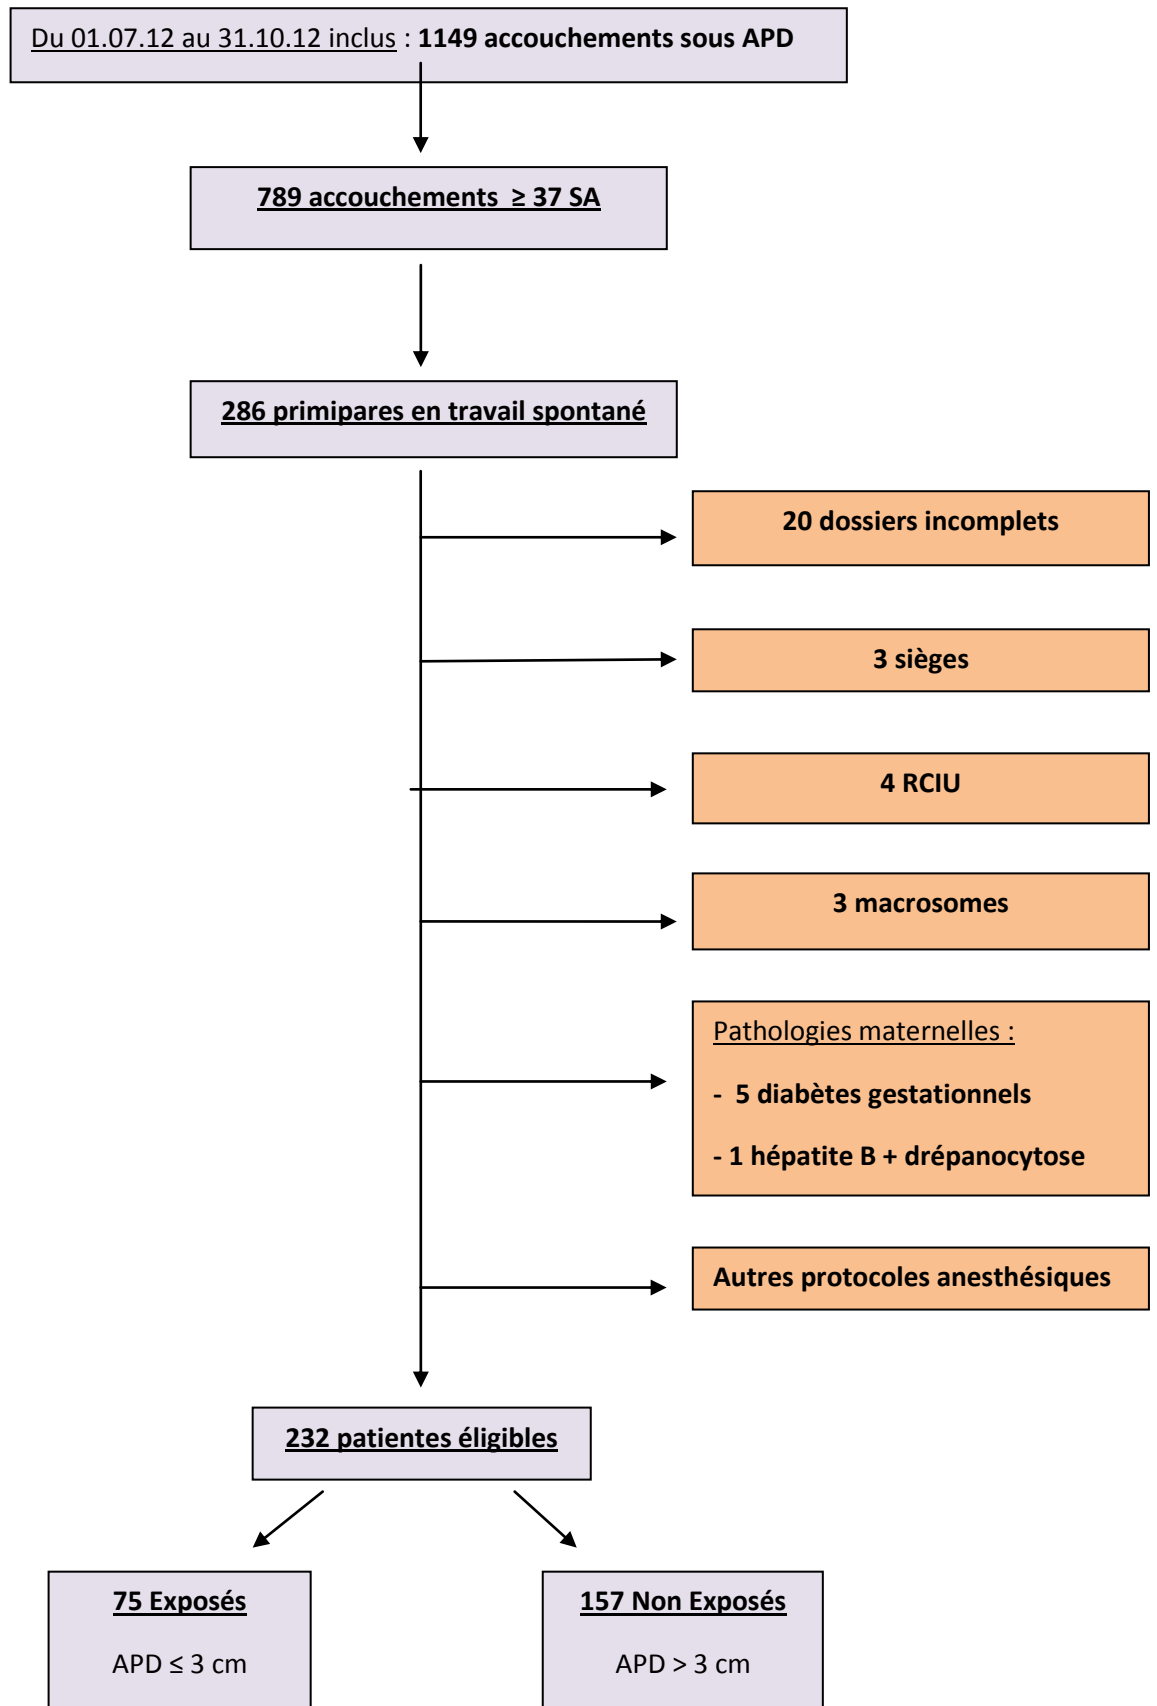 Du 01.07.12 au 31.10.12 inclus : 1149 accouchements sous APD
789 accouchements ≥ 37 SA
286 primipares en travail spontané
20 dossiers incomplets
3 sièges
4 RCIU
3 macrosomes
Pathologies maternelles :
- 5 diabètes gestationnels
- 1 hépatite B + drépanocytose
Autres protocoles anesthésiques
232 patientes éligibles
75 Exposés
APD ≤ 3 cm
157 Non Exposés
APD > 3 cm